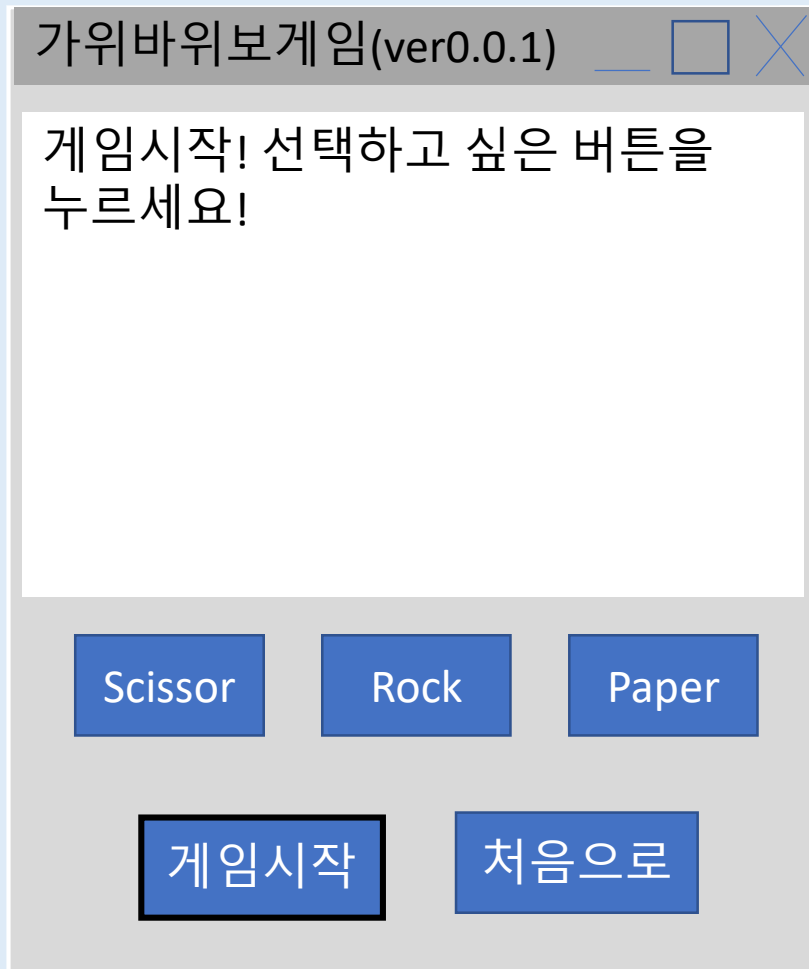 가위바위보게임(ver0.0.1)
게임시작! 선택하고 싶은 버튼을
누르세요!
Scissor Rock Paper
게임시작 처음으로